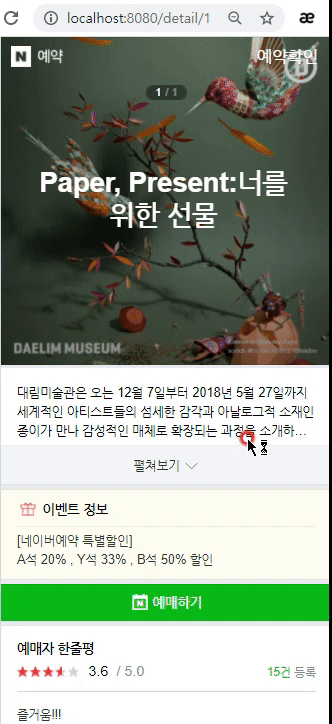 localhost:8080/detail/1
æ
N 예약
예약확인
1 / 1
Paper, Present:너를
위한 선물
DAELIM MUSEUM
대림미술관은 오는 12월 7일부터 2018년 5월 27일까지
세계적인 아티스트들의 섬세한 감각과 아날로그적 소재인
종이가 만나 감성적인 매체로 확장되는 과정을 소개하...
펼쳐보기
이벤트 정보
[네이버예약 특별할인]
A석 20% , Y석 33% , B석 50% 할인
N 예매하기
예매자 한줄평
3.6 / 5.0
15건 등록
즐거움!!!